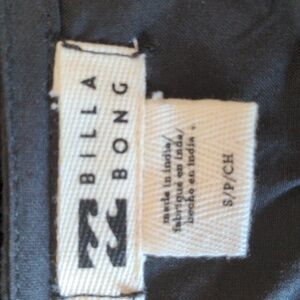 BILLA
BONG
made in india/
fabriqué en inde/
hecho en india .
S/P/CH